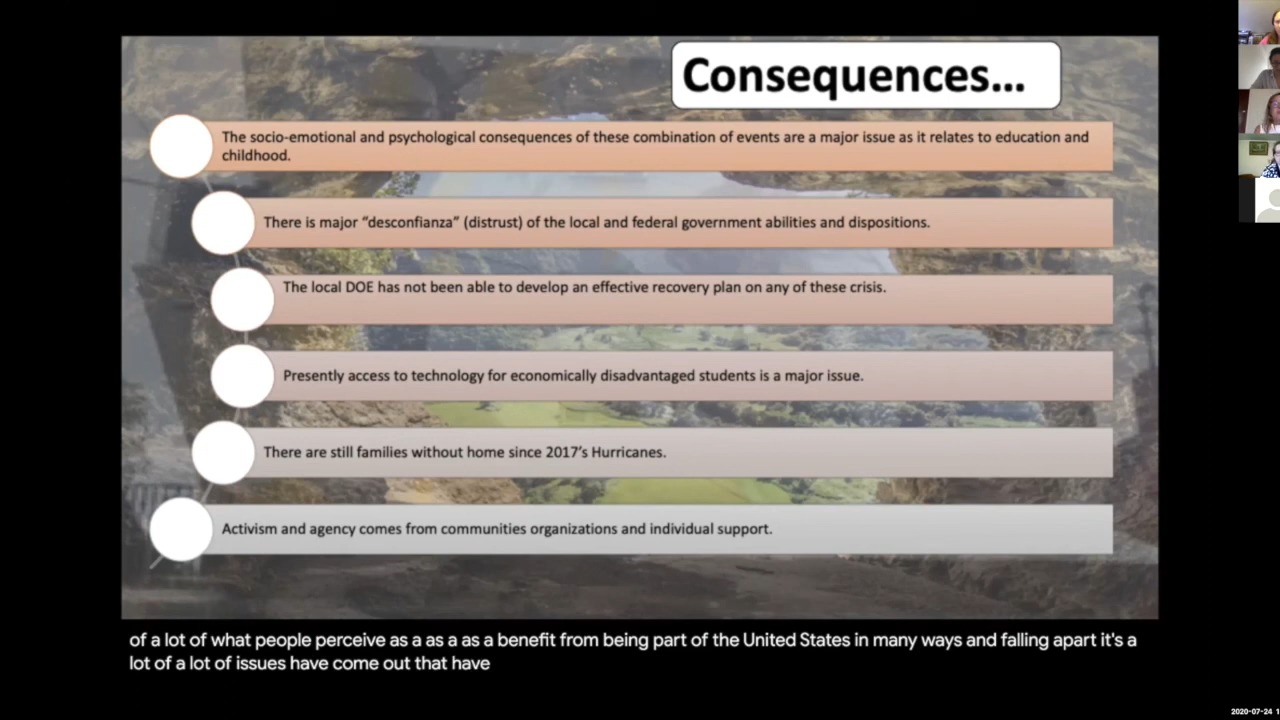 Consequences...
The socio-emotional and psychological consequences of these combination of events are a major issue as it relates to education and
childhood.
There is major “desconfianza” (distrust) of the local and federal government abilities and dispositions.
The local DOE has not been able to develop an effective recovery plan on any of these crisis.
Presently access to technology for economically disadvantaged students is a major issue.
There are still families without home since 2017's Hurricanes.
Activism and agency comes from communities organizations and individual support.
of a lot of what people perceive as a as a as a benefit from being part of the United States in many ways and falling apart it's a
lot of a lot of issues have come out that have
2020-07-24 1